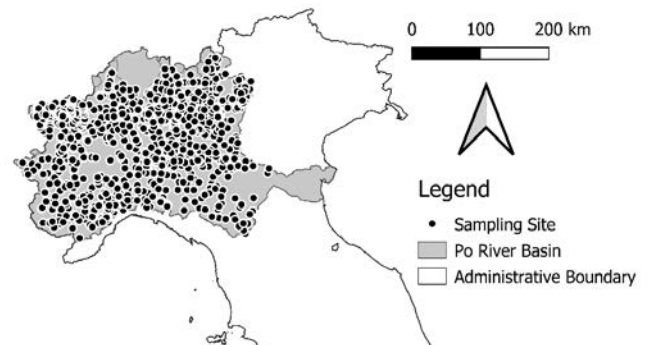 0 100 200 km
Legend
Sampling Site
Po River Basin
Administrative Boundary